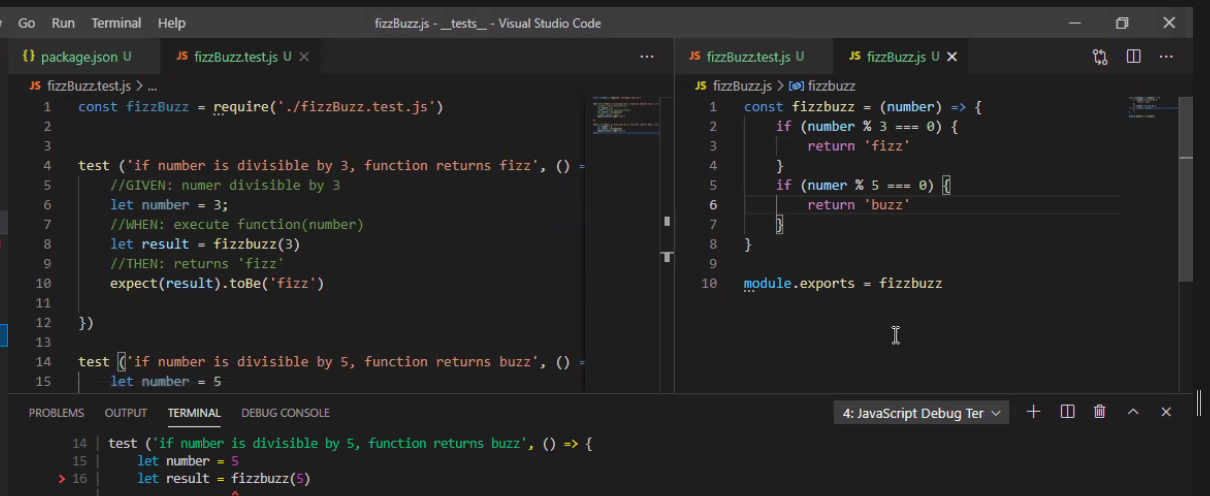 Go Run Terminal Help fizzBuzz.js - __tests__ - Visual Studio Code
{} package.json U JS fizzBuzz.test.js U ×
JS fizzBuzz.test.js > ...
1 const fizzBuzz = require('./fizzBuzz.test.js')
2
3
4 test ('if number is divisible by 3, function returns fizz', () =
5 //GIVEN: numer divisible by 3
6 let number = 3;
7 //WHEN: execute function(number)
8 let result = fizzbuzz(3)
9 //THEN: returns 'fizz'
10 expect(result).toBe('fizz')
11
12 })
13
14 test ('if number is divisible by 5, function returns buzz', () =
15 let number = 5
JS fizzBuzz.test.js U JS fizzBuzz.js U ×
JS fizzBuzz.js > fizzbuzz
1 const fizzbuzz = (number) => {
2 if (number % 3 === 0) {
3 return 'fizz'
4 }
5 if (numer % 5 === 0) {
6 return 'buzz'
7 }
8 }
9
10 module.exports = fizzbuzz
PROBLEMS OUTPUT TERMINAL DEBUG CONSOLE 4: JavaScript Debug Ter
14 | test ('if number is divisible by 5, function returns buzz', () => {
15 | let number = 5
> 16 | let result = fizzbuzz(5)
| ^